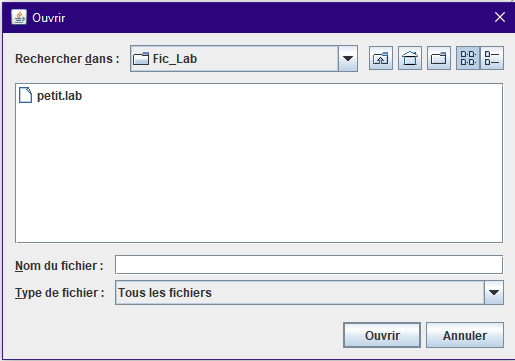 Ouvrir
Rechercher dans : Fic_Lab
petit.lab
Nom du fichier :
Type de fichier : Tous les fichiers
Ouvrir Annuler